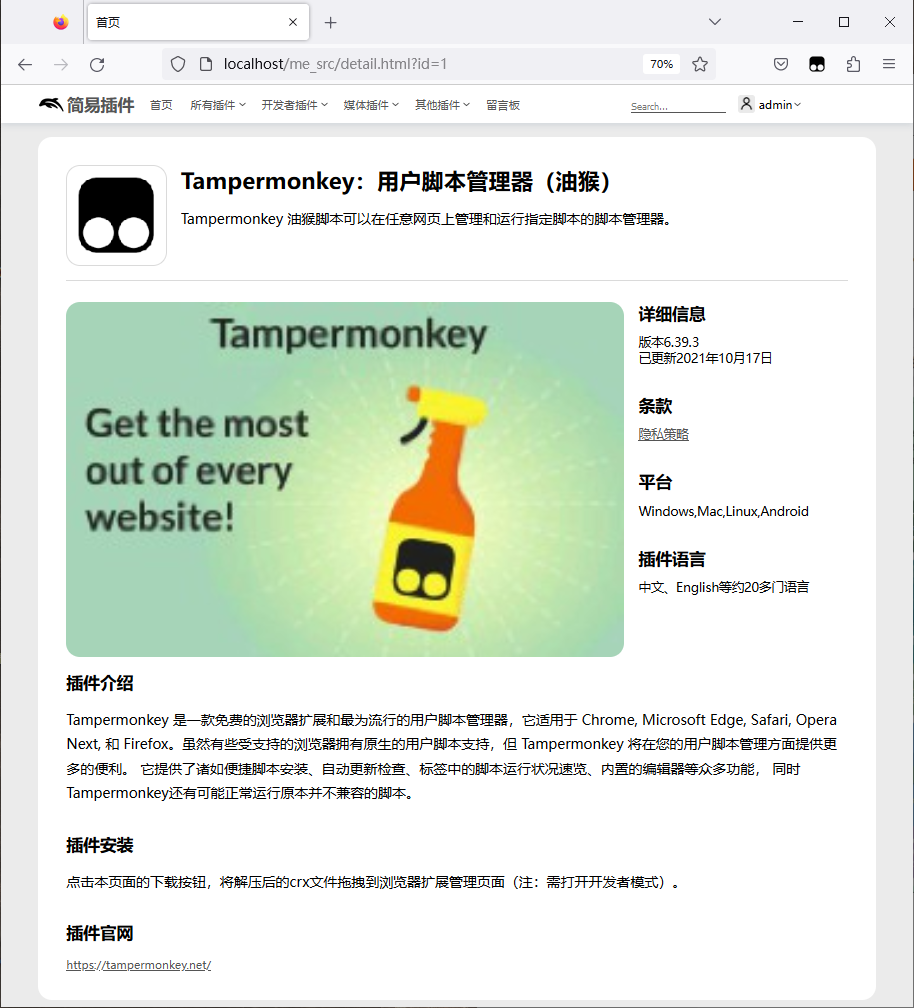 首页
localhost/me_src/detail.html?id=1
70%
简易插件 首页 所有插件 开发者插件 媒体插件 其他插件 留言板 Search... admin
Tampermonkey：用户脚本管理器（油猴）
Tampermonkey 油猴脚本可以在任意网页上管理和运行指定脚本的脚本管理器。
Tampermonkey
Get the most
out of every
website!
详细信息
版本6.39.3
已更新2021年10月17日
条款
隐私策略
平台
Windows,Mac,Linux,Android
插件语言
中文、English等约20多门语言
插件介绍
Tampermonkey 是一款免费的浏览器扩展和最为流行的用户脚本管理器，它适用于 Chrome, Microsoft Edge, Safari, Opera
Next, 和 Firefox。虽然有些受支持的浏览器拥有原生的用户脚本支持，但 Tampermonkey 将在您的用户脚本管理方面提供更
多的便利。 它提供了诸如便捷脚本安装、自动更新检查、标签中的脚本运行状况速览、内置的编辑器等众多功能， 同时
Tampermonkey还有可能正常运行原本并不兼容的脚本。
插件安装
点击本页面的下载按钮，将解压后的crx文件拖拽到浏览器扩展管理页面（注：需打开开发者模式）。
插件官网
https://tampermonkey.net/